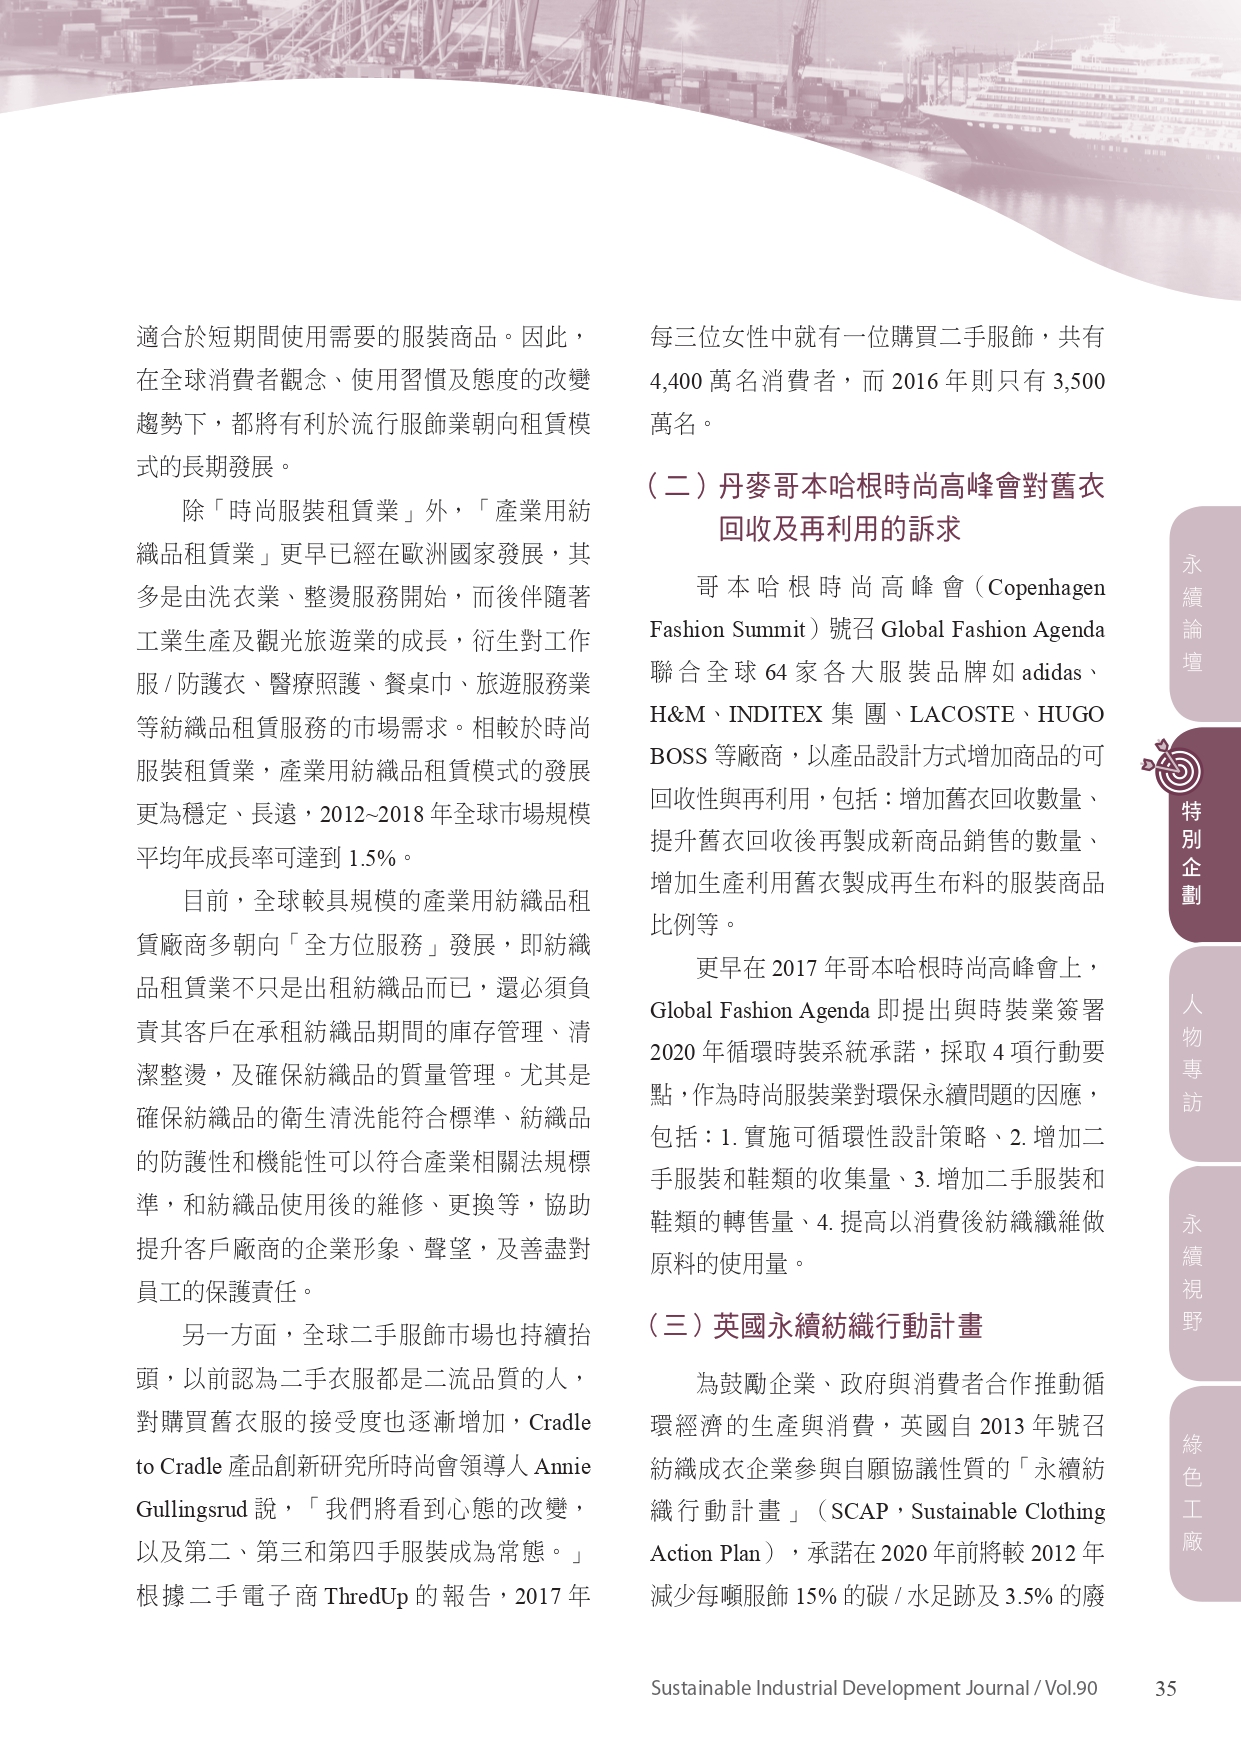 適合於短期間使用需要的服裝商品。因此，
在全球消費者觀念、使用習慣及態度的改變
趨勢下，都將有利於流行服飾業朝向租賃模
式的長期發展。
除「時尚服裝租賃業」外，「產業用紡
織品租賃業」更早已經在歐洲國家發展，其
多是由洗衣業、整燙服務開始，而後伴隨著
工業生產及觀光旅遊業的成長，衍生對工作
服 / 防護衣、醫療照護、餐桌巾、旅遊服務業
等紡織品租賃服務的市場需求。相較於時尚
服裝租賃業，產業用紡織品租賃模式的發展
更為穩定、長遠，2012~2018 年全球市場規模
平均年成長率可達到 1.5%。
目前，全球較具規模的產業用紡織品租
賃廠商多朝向「全方位服務」發展，即紡織
品租賃業不只是出租紡織品而已，還必須負
責其客戶在承租紡織品期間的庫存管理、清
潔整燙，及確保紡織品的質量管理。尤其是
確保紡織品的衛生清洗能符合標準、紡織品
的防護性和機能性可以符合產業相關法規標
準，和紡織品使用後的維修、更換等，協助
提升客戶廠商的企業形象、聲望，及善盡對
員工的保護責任。
另一方面，全球二手服飾市場也持續抬
頭，以前認為二手衣服都是二流品質的人，
對購買舊衣服的接受度也逐漸增加，Cradle
to Cradle 產品創新研究所時尚會領導人 Annie
Gullingsrud 說，「我們將看到心態的改變，
以及第二、第三和第四手服裝成為常態。」
根據二手電子商 ThredUp 的報告，2017 年
每三位女性中就有一位購買二手服飾，共有
4,400 萬名消費者，而 2016 年則只有 3,500
萬名。
（二）丹麥哥本哈根時尚高峰會對舊衣
回收及再利用的訴求
哥本哈根時尚高峰會（Copenhagen
Fashion Summit）號召 Global Fashion Agenda
聯合全球 64 家各大服裝品牌如 adidas、
H&M、INDITEX 集團、LACOSTE、HUGO
BOSS 等廠商，以產品設計方式增加商品的可
回收性與再利用，包括：增加舊衣回收數量、
提升舊衣回收後再製成新商品銷售的數量、
增加生產利用舊衣製成再生布料的服裝商品
比例等。
更早在 2017 年哥本哈根時尚高峰會上，
Global Fashion Agenda 即提出與時裝業簽署
2020 年循環時裝系統承諾，採取 4 項行動要
點，作為時尚服裝業對環保永續問題的因應，
包括：1. 實施可循環性設計策略、2. 增加二
手服裝和鞋類的收集量、3. 增加二手服裝和
鞋類的轉售量、4. 提高以消費後紡織纖維做
原料的使用量。
（三）英國永續紡織行動計畫
為鼓勵企業、政府與消費者合作推動循
環經濟的生產與消費，英國自 2013 年號召
紡織成衣企業參與自願協議性質的「永續紡
織行動計畫」（SCAP，Sustainable Clothing
Action Plan），承諾在 2020 年前將較 2012 年
減少每噸服飾 15% 的碳 / 水足跡及 3.5% 的廢
永續論壇
特別企劃
人物專訪
永續視野
綠色工廠
Sustainable Industrial Development Journal / Vol.90
35